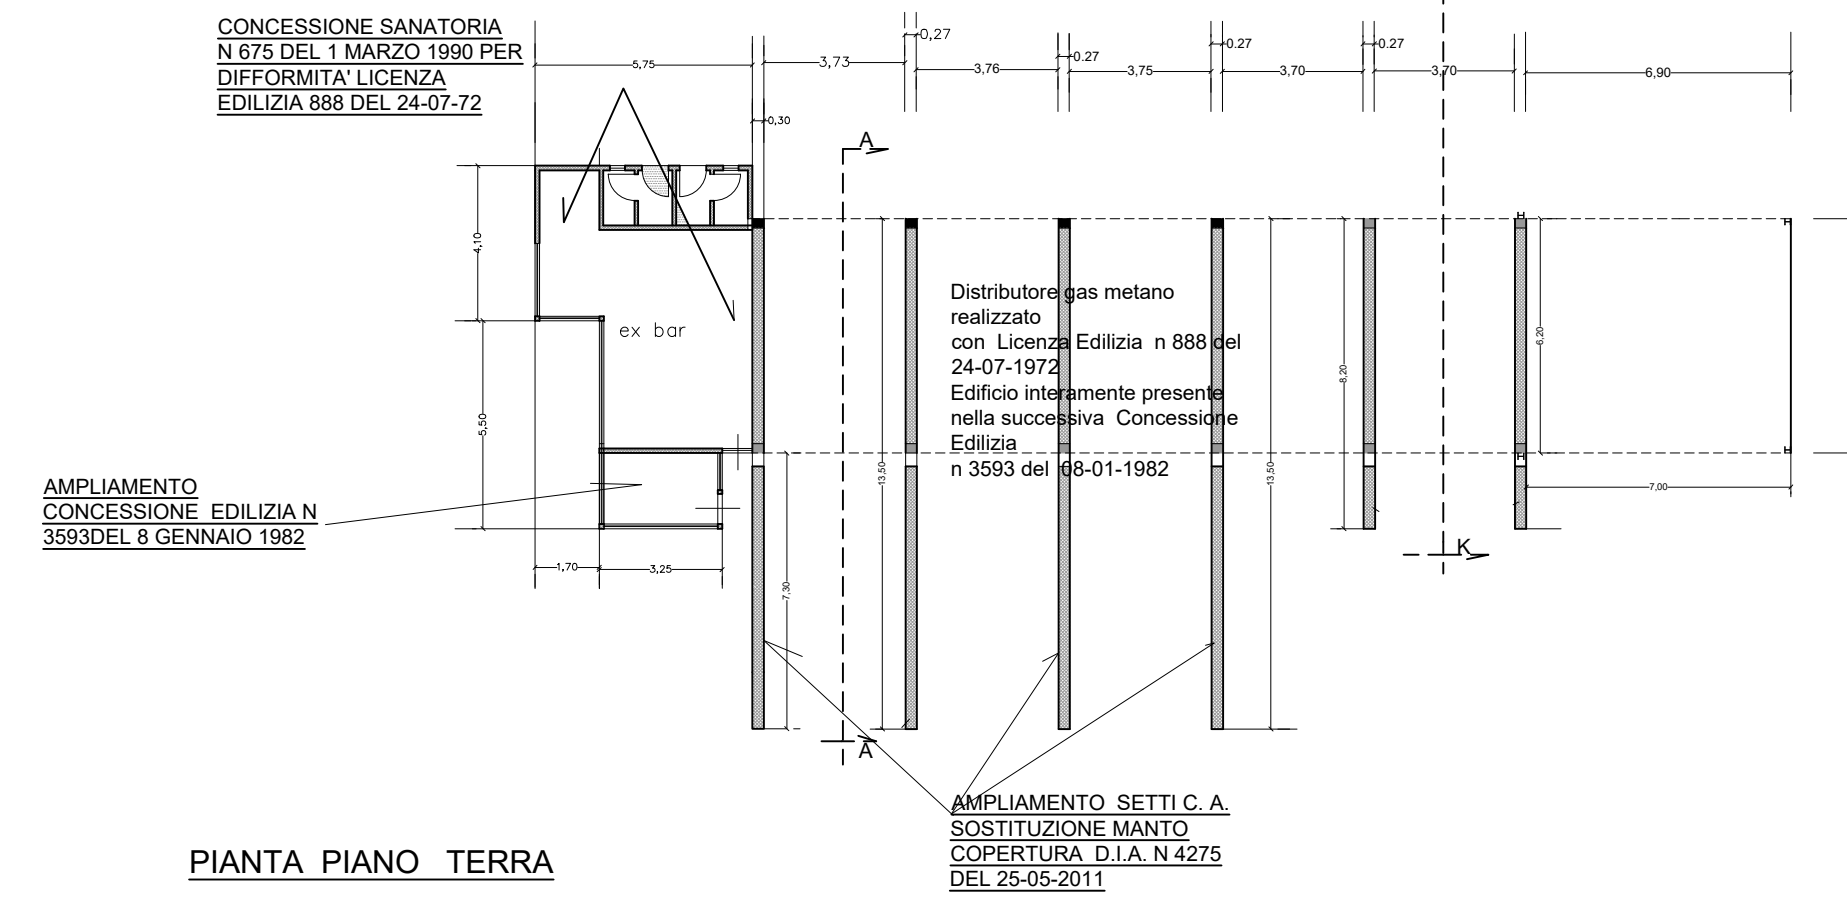 CONCESSIONE SANATORIA
N 675 DEL 1 MARZO 1990 PER
DIFFORMITA' LICENZA
EDILIZIA 888 DEL 24-07-72
5,75
0,30
3,73
0,27
3,76
0.27
3,75
0.27
3,70
0.27
3,70
6,90
A
4,10
5,50
ex bar
Distributore gas metano
realizzato
con Licenza Edilizia n 888 del
24-07-1972
Edificio interamente presente
nella successiva Concessione
Edilizia
n 3593 del 08-01-1982
13,50
13,50
8,20
6,20
7,00
AMPLIAMENTO
CONCESSIONE EDILIZIA N
3593DEL 8 GENNAIO 1982
1,70
3,25
7,30
K
A
AMPLIAMENTO SETTI C. A.
SOSTITUZIONE MANTO
COPERTURA D.I.A. N 4275
DEL 25-05-2011
PIANTA PIANO TERRA